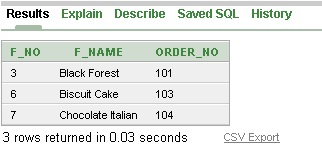 Results Explain Describe Saved SQL History
F_NO F_NAME ORDER_NO
3 Black Forest 101
6 Biscuit Cake 103
7 Chocolate Italian 104
3 rows returned in 0.03 seconds CSV Export